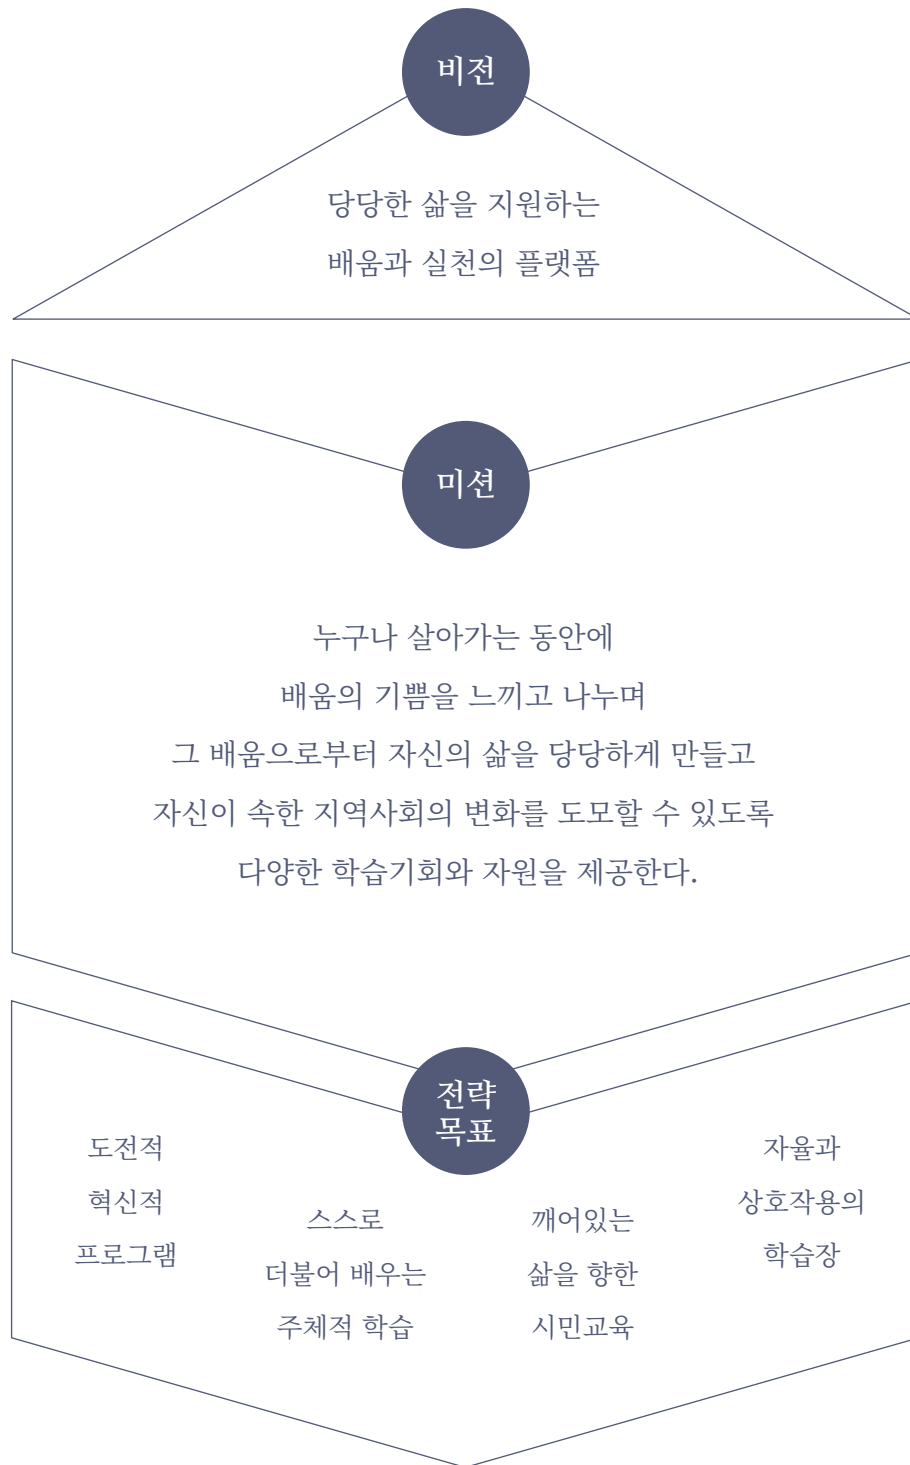 비전
당당한 삶을 지원하는
배움과 실천의 플랫폼
미션
누구나 살아가는 동안에
배움의 기쁨을 느끼고 나누며
그 배움으로부터 자신의 삶을 당당하게 만들고
자신이 속한 지역사회의 변화를 도모할 수 있도록
다양한 학습기회와 자원을 제공한다.
전략
목표
도전적
혁신적
프로그램
스스로
더불어 배우는
주체적 학습
깨어있는
삶을 향한
시민교육
자율과
상호작용의
학습장